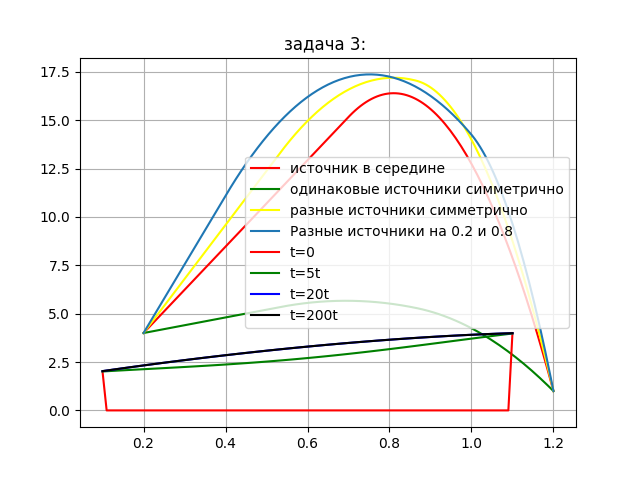 задача 3:
17.5
15.0
12.5
10.0
7.5
5.0
2.5
0.0
источник в середине
одинаковые источники симметрично
разные источники симметрично
Разные источники на 0.2 и 0.8
t=0
t=5t
t=20t
t=200t
0.2 0.4 0.6 0.8 1.0 1.2